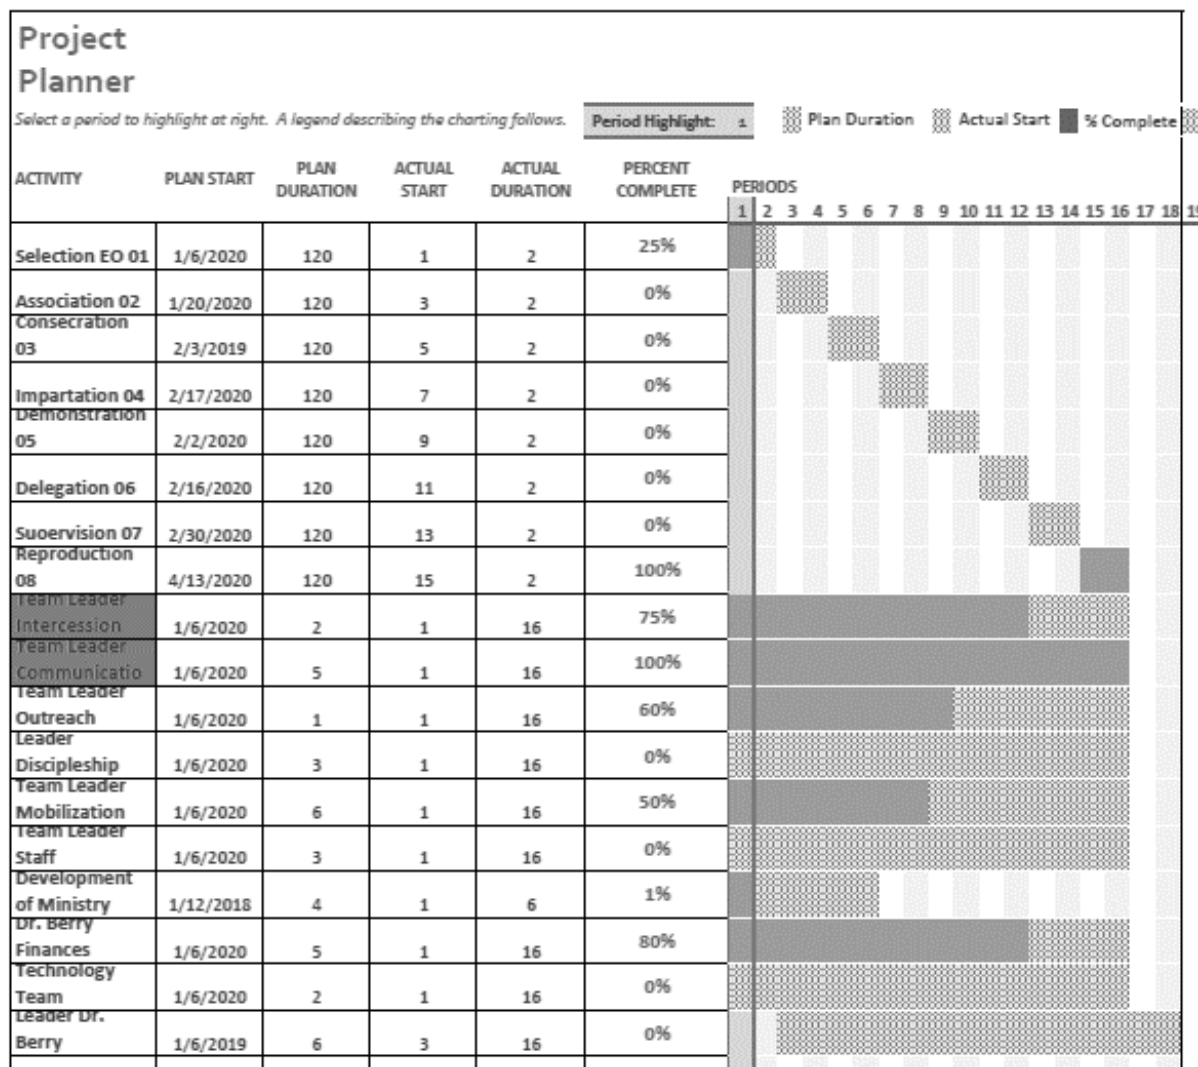 Project
Planner
Select a period to highlight at right. A legend describing the charting follows. Period Highlight: 1 Plan Duration Actual Start % Complete
ACTIVITY PLAN START PLAN DURATION ACTUAL START ACTUAL DURATION PERCENT COMPLETE PERIODS
1 2 3 4 5 6 7 8 9 10 11 12 13 14 15 16 17 18 19
Selection EO 01 1/6/2020 120 1 2 25%
Association 02 1/20/2020 120 3 2 0%
Consecration
03 2/3/2019 120 5 2 0%
Impartation 04 2/17/2020 120 7 2 0%
Demonstration
05 2/2/2020 120 9 2 0%
Delegation 06 2/16/2020 120 11 2 0%
Suoervision 07 2/30/2020 120 13 2 0%
Reproduction
08 4/13/2020 120 15 2 100%
Team Leader
Intercession 1/6/2020 2 1 16 75%
Team Leader
Communicatio 1/6/2020 5 1 16 100%
Team Leader
Outreach 1/6/2020 1 1 16 60%
Leader
Discipleship 1/6/2020 3 1 16 0%
Team Leader
Mobilization 1/6/2020 6 1 16 50%
Team Leader
Staff 1/6/2020 3 1 16 0%
Development
of Ministry 1/12/2018 4 1 6 1%
Dr. Berry
Finances 1/6/2020 5 1 16 80%
Technology
Team 1/6/2020 2 1 16 0%
Leader Dr.
Berry 1/6/2019 6 3 16 0%